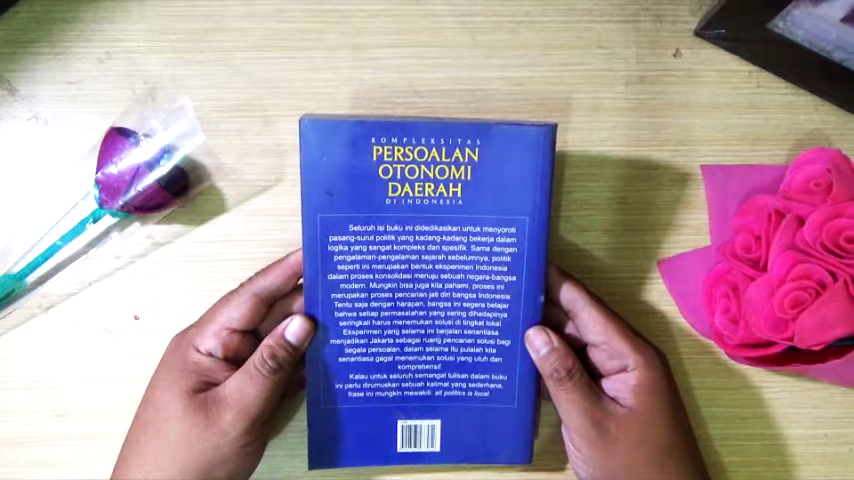 KOMPLEKSITAS
PERSOALAN
OTONOMI
DAERAH
DI INDONESIA
Seluruh isi buku ini didedikasikan untuk menyoroti
pasang-surut politik yang kadang-kadang bekerja dalam
logika yang sangat kompleks dan spesifik. Sama dengan
pengalaman-pengalaman sejarah sebelumnya, politik
seperti ini merupakan bentuk eksperimen Indonesia
dalam proses konsolidasi menuju sebuah negara-bangsa
modern. Mungkin bisa juga kita pahami, proses ini
merupakan proses pencarian jati diri bangsa Indonesia
Tentu saja dengan harapan, bangsa ini segera belajar
bahwa setiap permasalahan yang sering dihadapinya
seringkali harus menemukan solusi di tingkat lokal.
Eksperimen yang selama ini berjalan senantiasa
menjadikan Jakarta sebagai ruang pencarian solusi bagi
segala persoalan, dalam selama itu pulalah kita
senantiasa gagal menemukan solusi yang utuh dan
komprehensif.
Kalau untuk seluruh semangat tulisan dalam buku
ini perlu dirumuskan sebuah kalimat yang sederhana,
frase ini mungkin mewakili: all politics is local